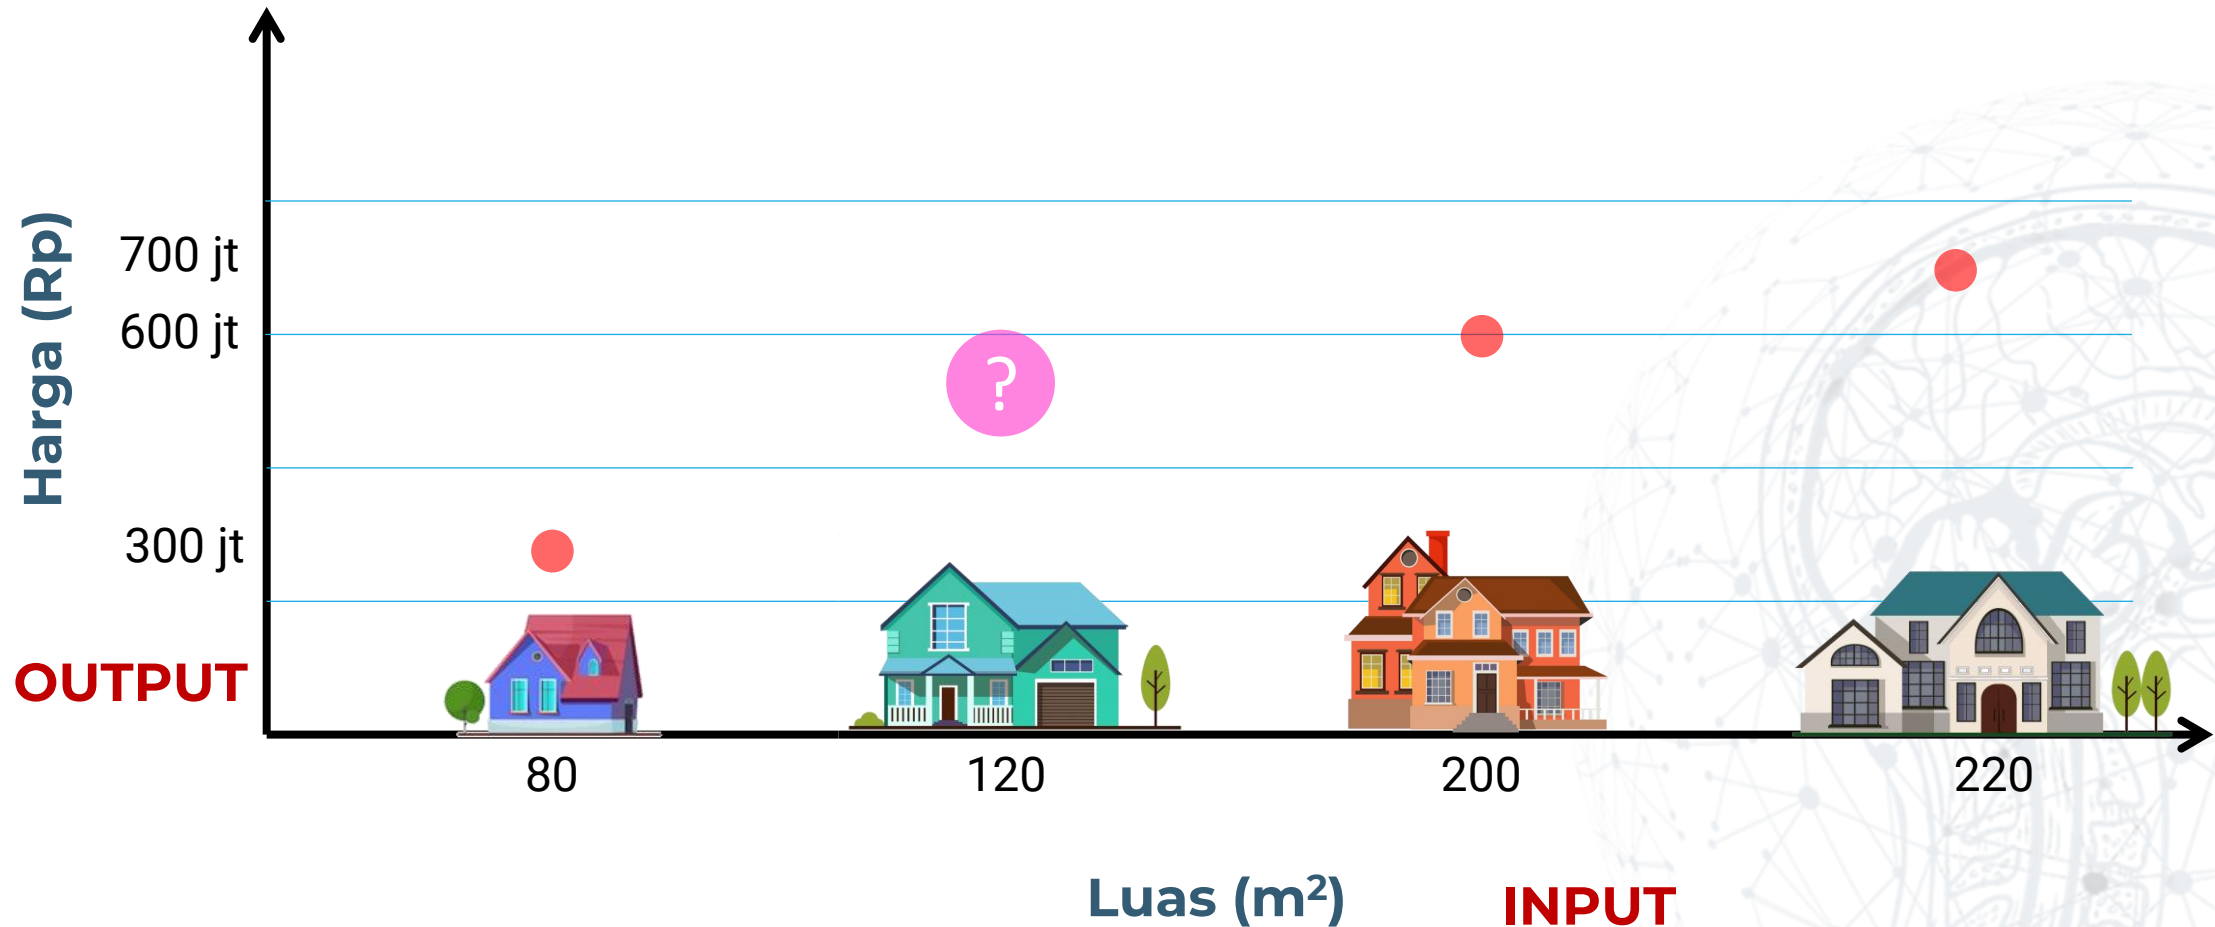 Harga (Rp)
700 jt
600 jt
?
300 jt
OUTPUT
80
120
200
220
Luas (m²)
INPUT